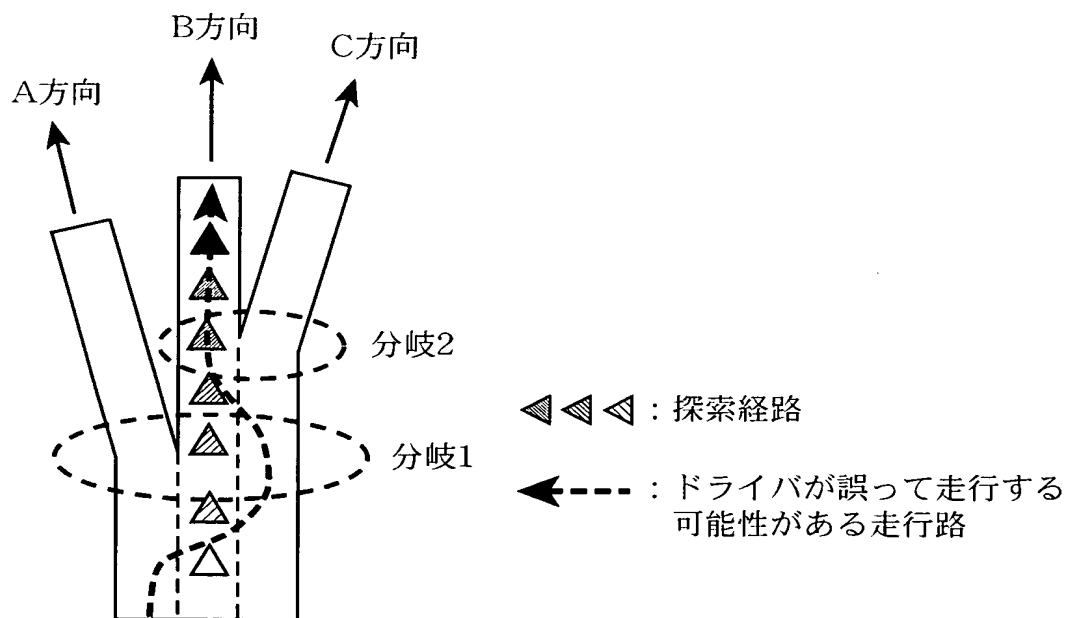 B方向
C方向
A方向
分岐2
分岐1
：探索経路
：ドライバが誤って走行する
可能性がある走行路